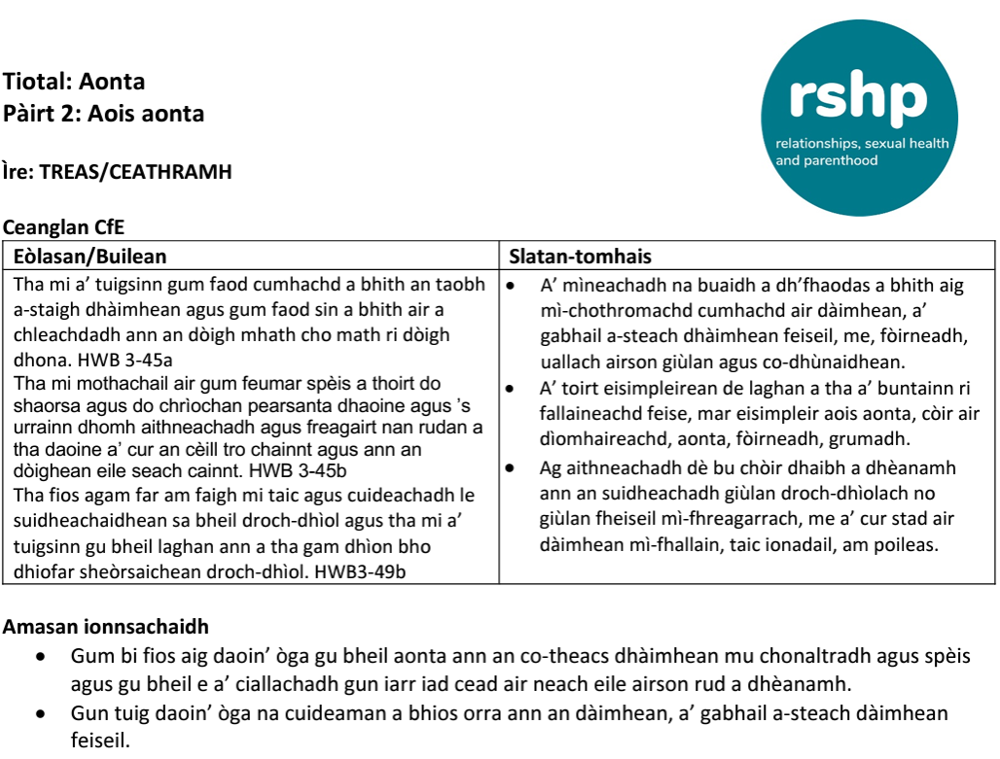 Tiotal: Aonta
Pàirt 2: Aois aonta
rshp
relationships, sexual health
and parenthood
Ìre: TREAS/CEATHRAMH
Ceanglan CfE
Eòlasan/Builean
Tha mi a’ tuigsinn gum faod cumhachd a bhith an taobh
a-staigh dhàimhean agus gum faod sin a bhith air a
chleachdadh ann an dòigh mhath cho math ri dòigh
dhona. HWB 3-45a
Tha mi mothachail air gum feumar spèis a thoirt do
shaorsa agus do chrìochan pearsanta dhaoine agus ’s
urrainn dhomh aithneachadh agus freagairt nan rudan a
tha daoine a’ cur an cèill tro chainnt agus ann an
dòighean eile seach cainnt. HWB 3-45b
Tha fios agam far am faigh mi taic agus cuideachadh le
suidheachaidhean sa bheil droch-dhìol agus tha mi a’
tuigsinn gu bheil laghan ann a tha gam dhìon bho
dhiofar sheòrsaichean droch-dhìol. HWB3-49b
Slatan-tomhais
• A’ mìneachadh na buaidh a dh’fhaodas a bhith aig
mì-chothromachd cumhachd air dàimhean, a’
gabhail a-steach dhàimhean feiseil, me, fòirneadh,
uallach airson giùlan agus co-dhùnaidhean.
• A’ toirt eisimpleirean de laghan a tha a’ buntainn ri
fallaineachd feise, mar eisimpleir aois aonta, còir air
dìomhaireachd, aonta, fòirneadh, grumadh.
• Ag aithneachadh dè bu chòir dhaibh a dhèanamh
ann an suidheachadh giùlan droch-dhìolach no
giùlan fheiseil mì-fhreagarrach, me a’ cur stad air
dàimhean mì-fhallain, taic ionadail, am poileas.
Amasan ionnsachaidh
• Gum bi fios aig daoin’ òga gu bheil aonta ann an co-theacs dhàimhean mu chonaltradh agus spèis
agus gu bheil e a’ ciallachadh gun iarr iad cead air neach eile airson rud a dhèanamh.
• Gun tuig daoin’ òga na cuideaman a bhios orra ann an dàimhean, a’ gabhail a-steach dàimhean
feiseil.